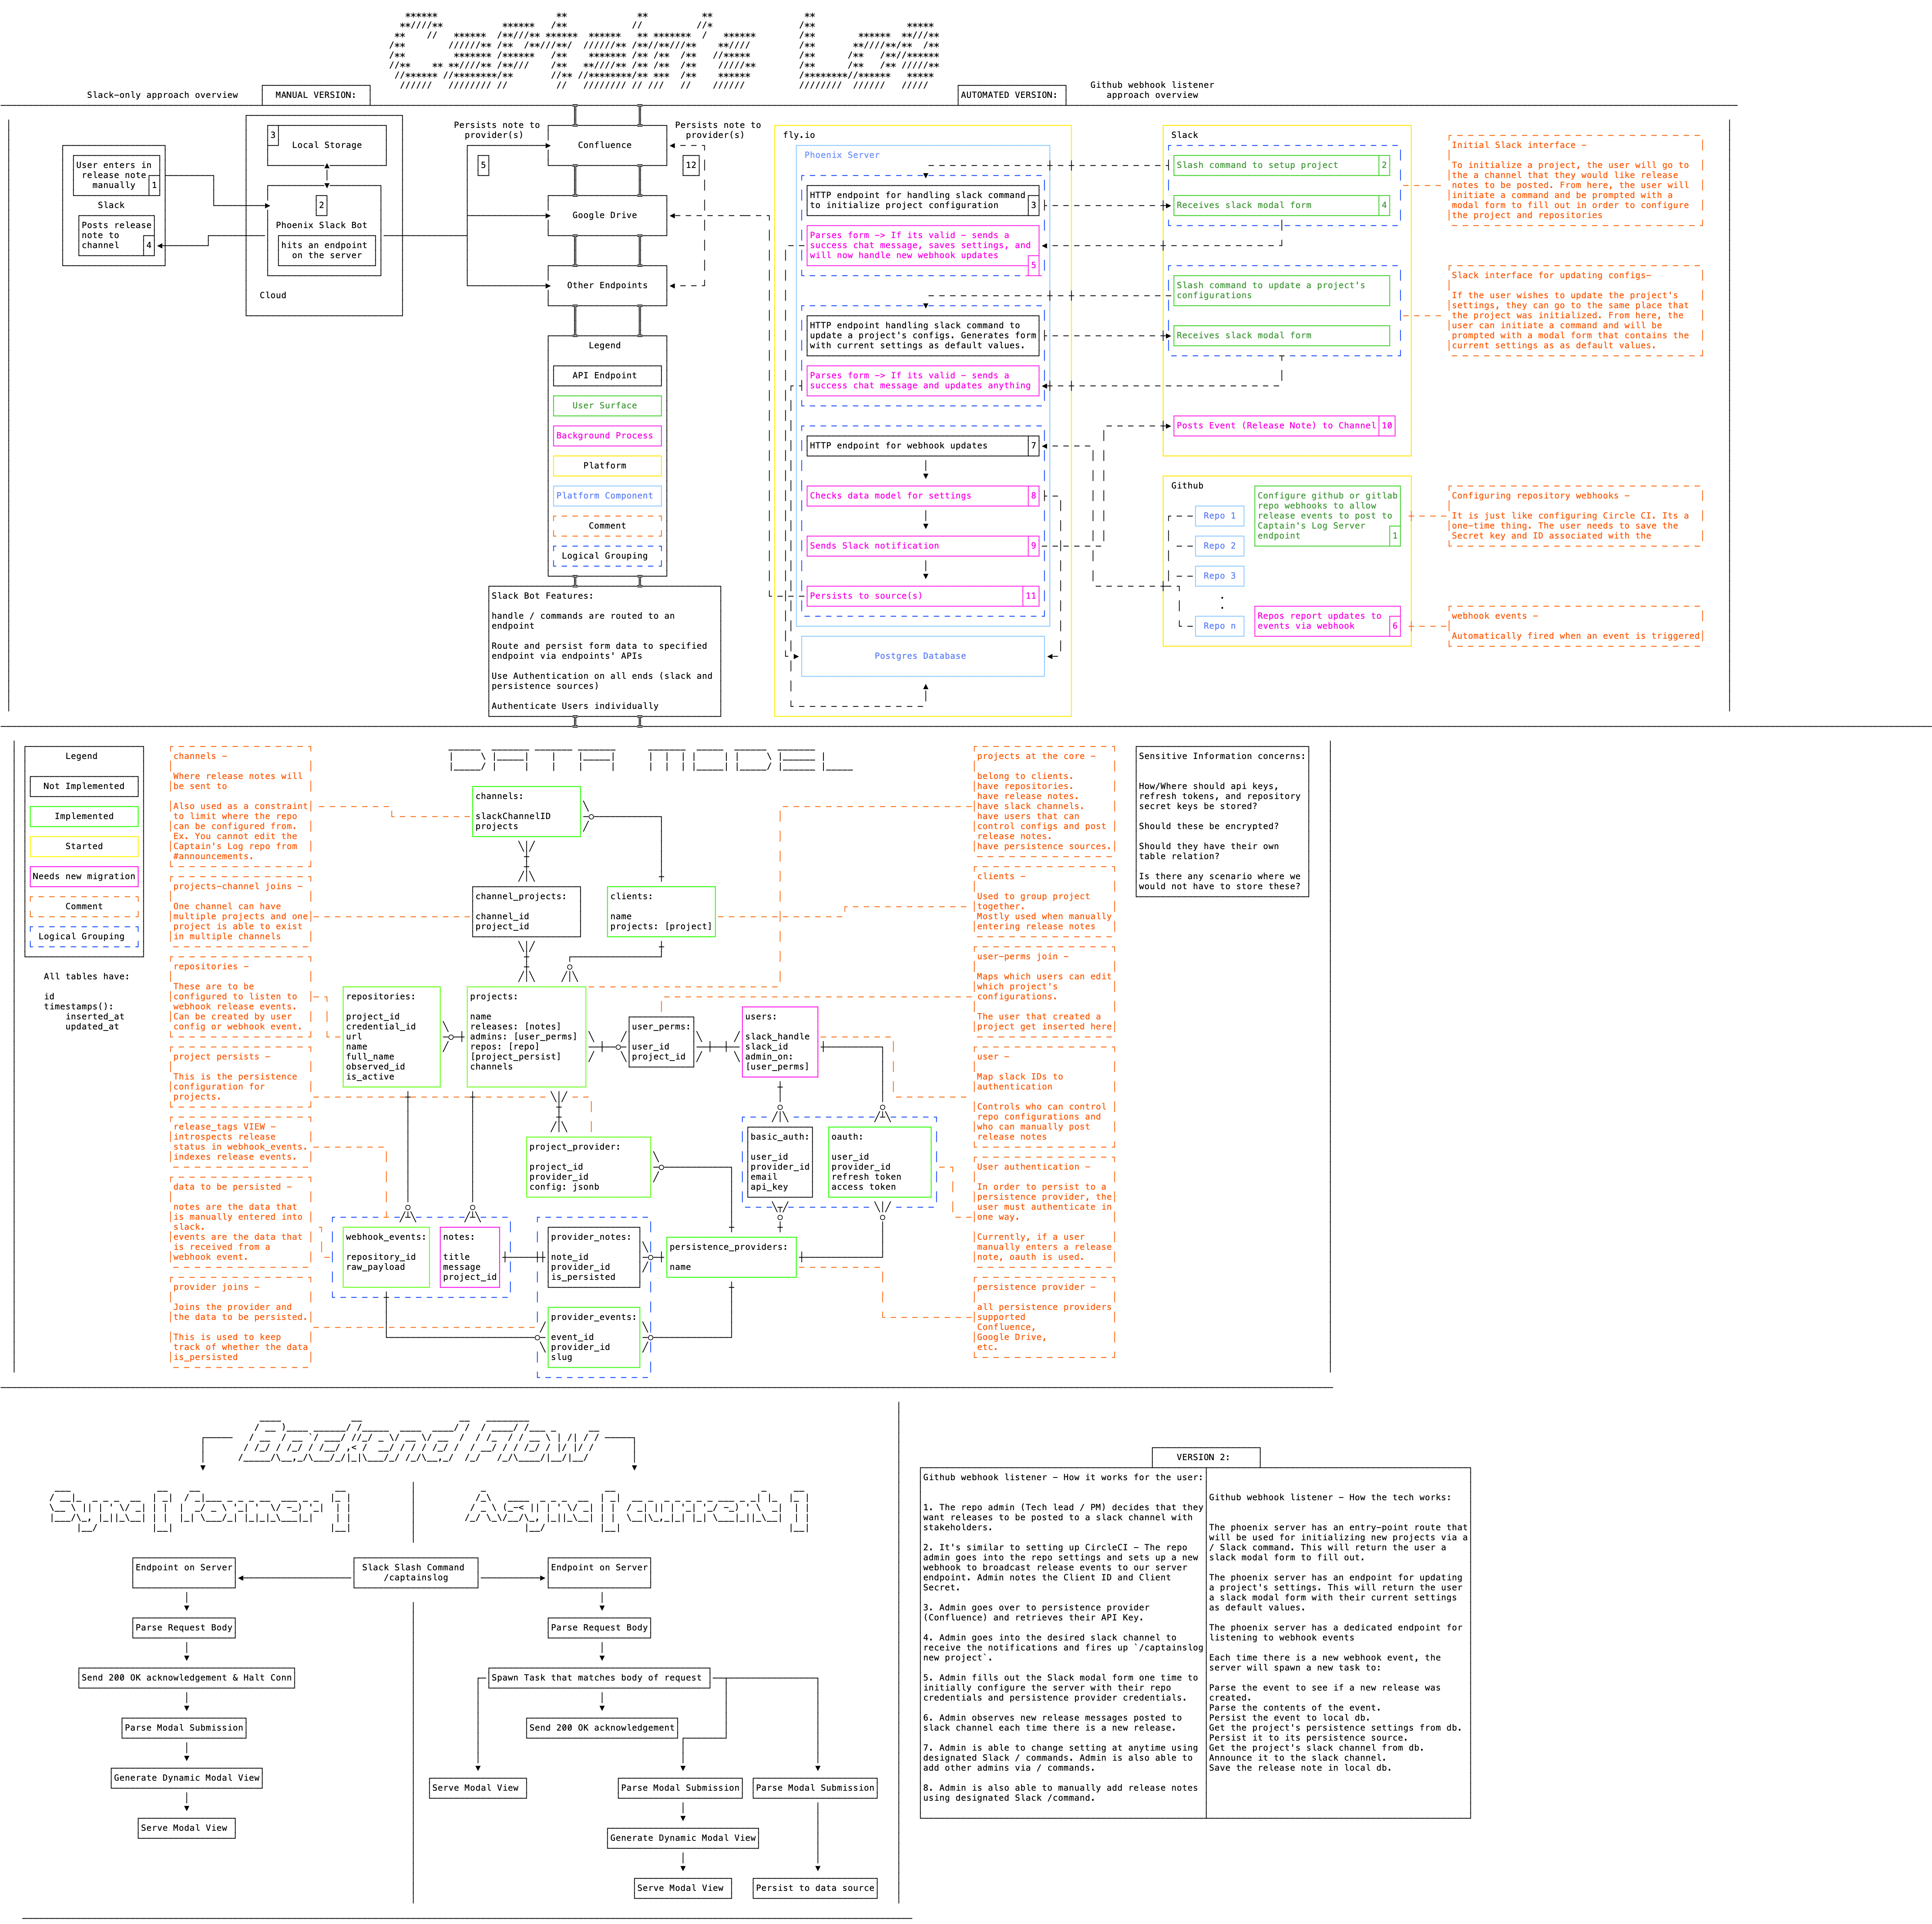 Captain's Log
Slack-only approach overview
MANUAL VERSION:
AUTOMATED VERSION:
Github webhook listener
approach overview
User enters in
release note
manually
1
Slack
Posts release
note to
channel
4
3
Local Storage
2
Phoenix Slack Bot
hits an endpoint
on the server
Cloud
Persists note to
provider(s)
5
Confluence
Google Drive
Other Endpoints
Persists note to
provider(s)
12
Legend
API Endpoint
User Surface
Background Process
Platform
Platform Component
Comment
Logical Grouping
Slack Bot Features:
handle / commands are routed to an
endpoint
Route and persist form data to specified
endpoint via endpoints' APIs
Use Authentication on all ends (slack and
persistence sources)
Authenticate Users individually
fly.io
Phoenix Server
HTTP endpoint for handling slack command
to initialize project configuration
3
Parses form -> If its valid - sends a
success chat message, saves settings, and
will now handle new webhook updates
5
HTTP endpoint handling slack command to
update a project's configs. Generates form
with current settings as default values.
Parses form -> If its valid - sends a
success chat message and updates anything
HTTP endpoint for webhook updates
7
Checks data model for settings
8
Sends Slack notification
9
Persists to source(s)
11
Postgres Database
Slack
Slash command to setup project
2
Receives slack modal form
4
Slash command to update a project's
configurations
Receives slack modal form
Posts Event (Release Note) to Channel
10
Github
Repo 1
Repo 2
Repo 3
.
.
Repo n
Configure github or gitlab
repo webhooks to allow
release events to post to
Captain's Log Server
endpoint
1
Repos report updates to
events via webhook
6
Initial Slack interface -
To initialize a project, the user will go to
the a channel that they would like release
notes to be posted. From here, the user will
initiate a command and be prompted with a
modal form to fill out in order to configure
the project and repositories
Slack interface for updating configs-
If the user wishes to update the project's
settings, they can go to the same place that
the project was initialized. From here, the
user can initiate a command and will be
prompted with a modal form that contains the
current settings as as default values.
Configuring repository webhooks -
It is just like configuring Circle CI. Its a
one-time thing. The user needs to save the
Secret key and ID associated with the
webhook events -
Automatically fired when an event is triggered
Legend
Not Implemented
Implemented
Started
Needs new migration
Comment
Logical Grouping
All tables have:
id
timestamps():
inserted_at
updated_at
channels -
Where release notes will
be sent to
Also used as a constraint
to limit where the repo
can be configured from.
Ex. You cannot edit the
Captain's Log repo from
#announcements.
projects-channel joins -
One channel can have
multiple projects and one
project is able to exist
in multiple channels
repositories -
These are to be
configured to listen to
webhook release events.
Can be created by user
config or webhook event.
project persists -
This is the persistence
configuration for
projects.
release_tags VIEW -
introspects release
status in webhook_events.
indexes release events.
data to be persisted -
notes are the data that
is manually entered into
slack.
events are the data that
is received from a
webhook event.
provider joins -
Joins the provider and
the data to be persisted.
This is used to keep
track of whether the data
is_persisted
DATA MODEL
channels:
slackChannelID
projects
channel_projects:
channel_id
project_id
clients:
name
projects: [project]
repositories:
project_id
credential_id
url
name
full_name
observed_id
is_active
projects:
name
releases: [notes]
admins: [user_perms]
repos: [repo]
[project_persist]
channels
user_perms:
user_id
project_id
users:
slack_handle
slack_id
admin_on:
[user_perms]
project_provider:
project_id
provider_id
config: jsonb
basic_auth:
user_id
provider_id
email
api_key
oauth:
user_id
provider_id
refresh token
access token
webhook_events:
repository_id
raw_payload
notes:
title
message
project_id
provider_notes:
note_id
provider_id
is_persisted
persistence_providers:
name
provider_events:
event_id
provider_id
slug
projects at the core -
belong to clients.
have repositories.
have release notes.
have slack channels.
have users that can
control configs and post
release notes.
have persistence sources.
clients -
Used to group project
together.
Mostly used when manually
entering release notes
user-perms join -
Maps which users can edit
which project's
configurations.
The user that created a
project get inserted here
user -
Map slack IDs to
authentication
Controls who can control
repo configurations and
who can manually post
release notes
User authentication -
In order to persist to a
persistence provider, the
user must authenticate in
one way.
Currently, if a user
manually enters a release
note, oauth is used.
persistence provider -
all persistence providers
supported
Confluence,
Google Drive,
etc.
Sensitive Information concerns:
How/Where should api keys,
refresh tokens, and repository
secret keys be stored?
Should these be encrypted?
Should they have their own
table relation?
Is there any scenario where we
would not have to store these?
Backend Flow
[Synchronous]
[Asynchronous]
Endpoint on Server
Slack Slash Command
/captainslog
Endpoint on Server
Parse Request Body
Send 200 OK acknowledgement & Halt Conn
Parse Modal Submission
Generate Dynamic Modal View
Serve Modal View
Parse Request Body
Spawn Task that matches body of request
Send 200 OK acknowledgement
Serve Modal View
Parse Modal Submission
Parse Modal Submission
Generate Dynamic Modal View
Serve Modal View
Persist to data source
VERSION 2:
Github webhook listener - How it works for the user:
1. The repo admin (Tech lead / PM) decides that they
want releases to be posted to a slack channel with
stakeholders.
2. It's similar to setting up CircleCI - The repo
admin goes into the repo settings and sets up a new
webhook to broadcast release events to our server
endpoint. Admin notes the Client ID and Client
Secret.
3. Admin goes over to persistence provider
(Confluence) and retrieves their API Key.
4. Admin goes into the desired slack channel to
receive the notifications and fires up `/captainslog
new project`.
5. Admin fills out the Slack modal form one time to
initially configure the server with their repo
credentials and persistence provider credentials.
6. Admin observes new release messages posted to
slack channel each time there is a new release.
7. Admin is able to change setting at anytime using
designated Slack / commands. Admin is also able to
add other admins via / commands.
8. Admin is also able to manually add release notes
using designated Slack /command.
Github webhook listener - How the tech works:
The phoenix server has an entry-point route that
will be used for initializing new projects via a
/ Slack command. This will return the user a
slack modal form to fill out.
The phoenix server has an endpoint for updating
a project's settings. This will return the user
a slack modal form with their current settings
as default values.
The phoenix server has a dedicated endpoint for
listening to webhook events
Each time there is a new webhook event, the
server will spawn a new task to:
Parse the event to see if a new release was
created.
Parse the contents of the event.
Persist the event to local db.
Get the project's persistence settings from db.
Persist it to its persistence source.
Get the project's slack channel from db.
Announce it to the slack channel.
Save the release note in local db.